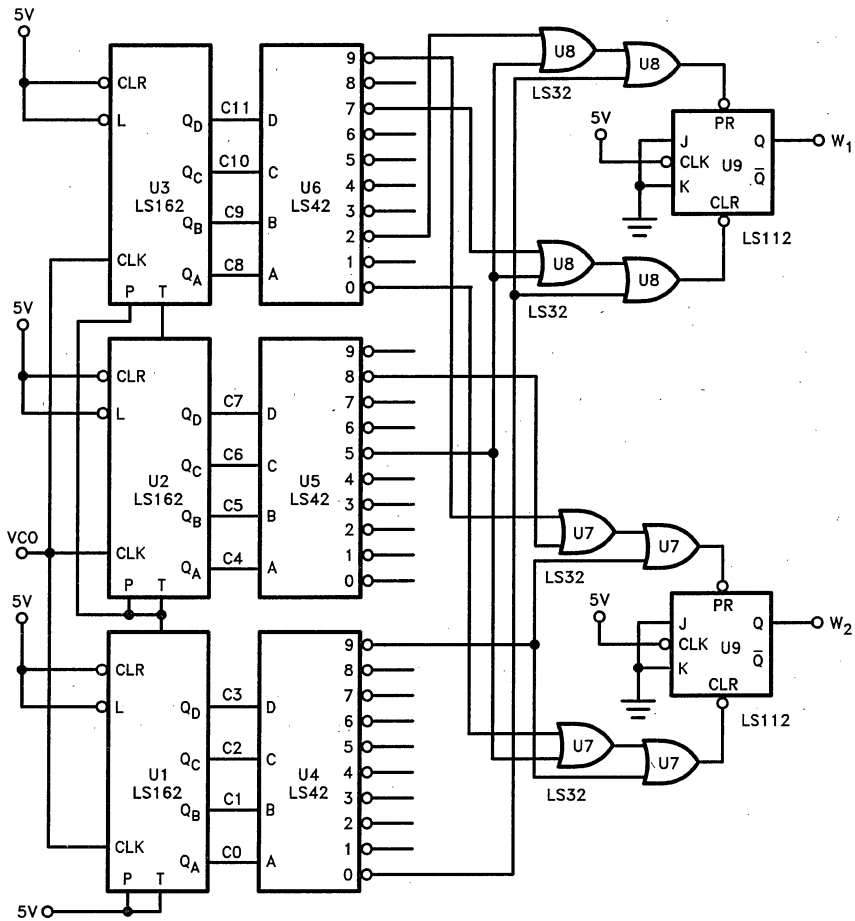 5V
CLR
L
U3
LS162
QD
QC
QB
QA
CLK
P
T
C11
C10
C9
C8
D
C
B
A
U6
LS42
9
8
7
6
5
4
3
2
1
0
U8
U8
LS32
5V
PR
J
Q
CLK
U9
Q̅
K
CLR
LS112
W1
U8
U8
LS32
5V
CLR
L
U2
LS162
QD
QC
QB
QA
VCO
CLK
P
T
C7
C6
C5
C4
D
C
B
A
U5
LS42
9
8
7
6
5
4
3
2
1
0
U7
U7
LS32
5V
PR
J
Q
CLK
U9
Q̅
K
CLR
LS112
W2
U7
U7
LS32
5V
CLR
L
U1
LS162
QD
QC
QB
QA
CLK
P
T
5V
C3
C2
C1
C0
D
C
B
A
U4
LS42
9
8
7
6
5
4
3
2
1
0